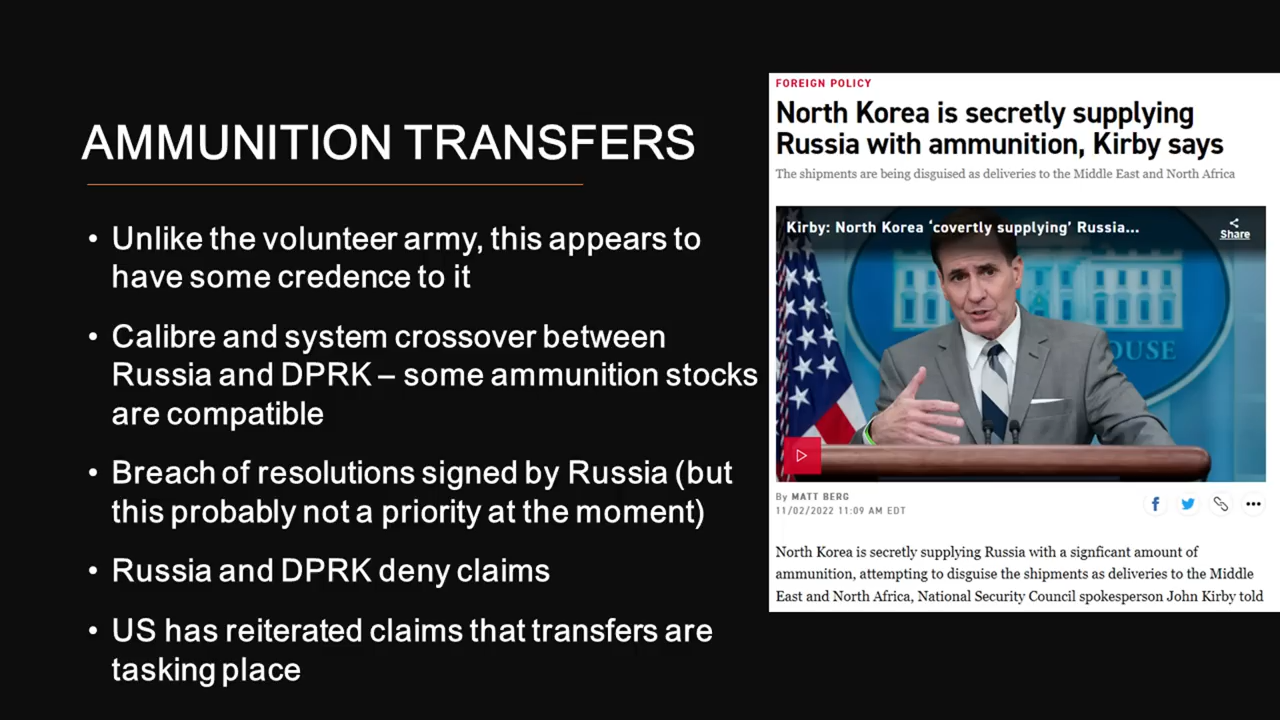 AMMUNITION TRANSFERS
• Unlike the volunteer army, this appears to
have some credence to it
• Calibre and system crossover between
Russia and DPRK – some ammunition stocks
are compatible
• Breach of resolutions signed by Russia (but
this probably not a priority at the moment)
• Russia and DPRK deny claims
• US has reiterated claims that transfers are
tasking place
FOREIGN POLICY
North Korea is secretly supplying
Russia with ammunition, Kirby says
The shipments are being disguised as deliveries to the Middle East and North Africa
Kirby: North Korea ‘covertly supplying’ Russia...
Share
OUSE
By MATT BERG
11/02/2022 11:09 AM EDT
North Korea is secretly supplying Russia with a signficant amount of
ammunition, attempting to disguise the shipments as deliveries to the Middle
East and North Africa, National Security Council spokesperson John Kirby told